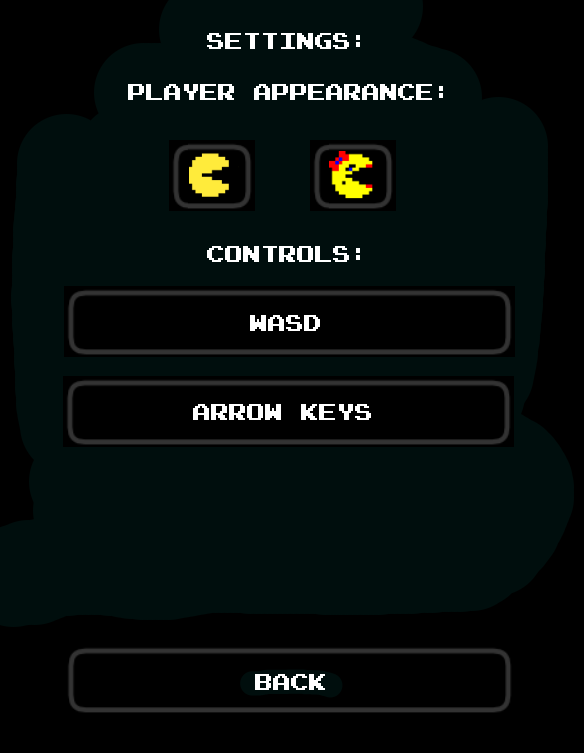 SETTINGS:
PLAYER APPEARANCE:
CONTROLS:
WASD
ARROW KEYS
BACK